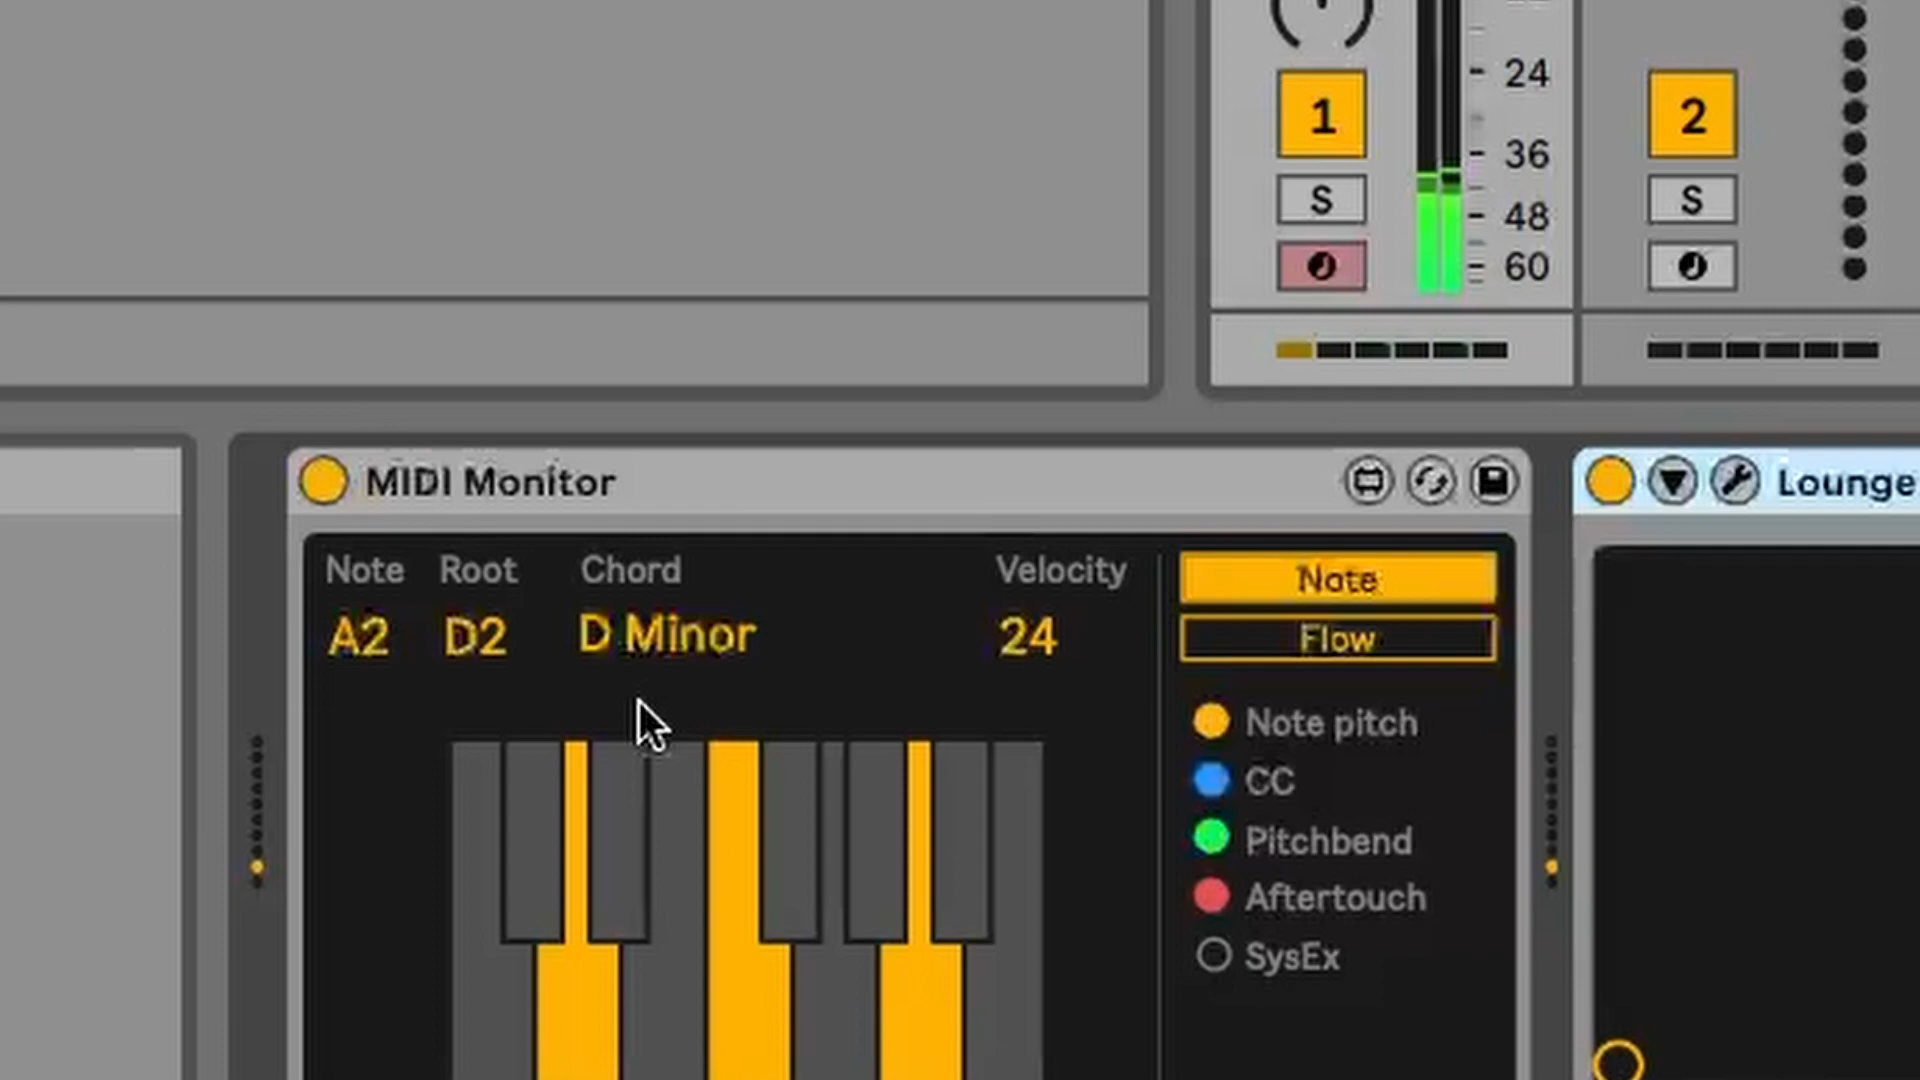 24
1
2
36
S
48
S
60
MIDI Monitor
Lounge
Note Root Chord Velocity
Note
A2 D2 D Minor 24
Flow
Note pitch
CC
Pitchbend
Aftertouch
SysEx